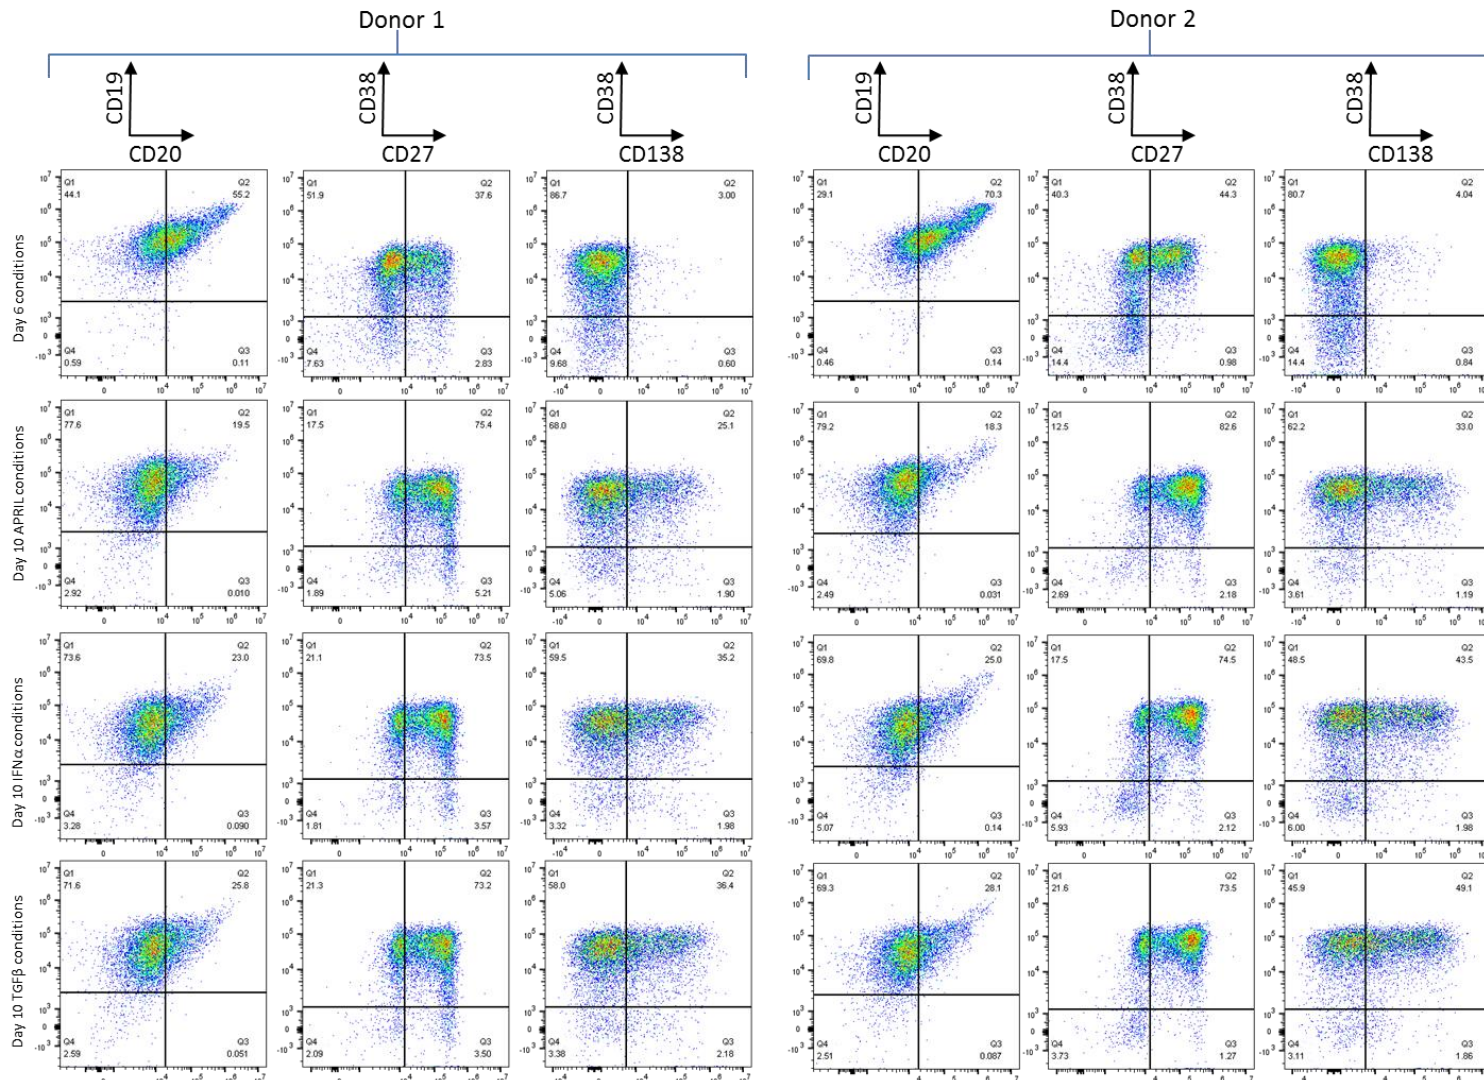 Donor 1
Donor 2
CD19
CD20
CD38
CD27
CD38
CD138
CD19
CD20
CD38
CD27
CD38
CD138
Day 6 conditions
Q1 44.1
Q2 55.2
Q4 0.59
Q3 0.11
Q1 51.9
Q2 37.6
Q4 7.63
Q3 2.83
Q1 86.7
Q2 3.00
Q4 9.68
Q3 0.60
Q1 29.1
Q2 70.3
Q4 0.46
Q3 0.14
Q1 40.3
Q2 44.3
Q4 14.4
Q3 0.98
Q1 80.7
Q2 4.04
Q4 14.4
Q3 0.84
Day 10 APRIL conditions
Q1 77.6
Q2 19.5
Q4 2.92
Q3 0.010
Q1 17.5
Q2 75.4
Q4 1.89
Q3 5.21
Q1 68.0
Q2 25.1
Q4 5.06
Q3 1.90
Q1 79.2
Q2 18.3
Q4 2.49
Q3 0.031
Q1 12.5
Q2 82.6
Q4 2.69
Q3 2.18
Q1 62.2
Q2 33.0
Q4 3.61
Q3 1.19
Day 10 IFNα conditions
Q1 73.6
Q2 23.0
Q4 3.28
Q3 0.090
Q1 21.1
Q2 73.5
Q4 1.81
Q3 3.57
Q1 59.5
Q2 35.2
Q4 3.32
Q3 1.98
Q1 69.8
Q2 25.0
Q4 5.07
Q3 0.14
Q1 17.5
Q2 74.5
Q4 5.93
Q3 2.12
Q1 48.5
Q2 43.5
Q4 6.00
Q3 1.98
Day 10 TGFβ conditions
Q1 71.6
Q2 25.8
Q4 2.59
Q3 0.051
Q1 21.3
Q2 73.2
Q4 2.09
Q3 3.50
Q1 58.0
Q2 36.4
Q4 3.38
Q3 2.18
Q1 69.3
Q2 28.1
Q4 2.51
Q3 0.087
Q1 21.6
Q2 73.5
Q4 3.73
Q3 1.27
Q1 45.9
Q2 49.1
Q4 3.11
Q3 1.86